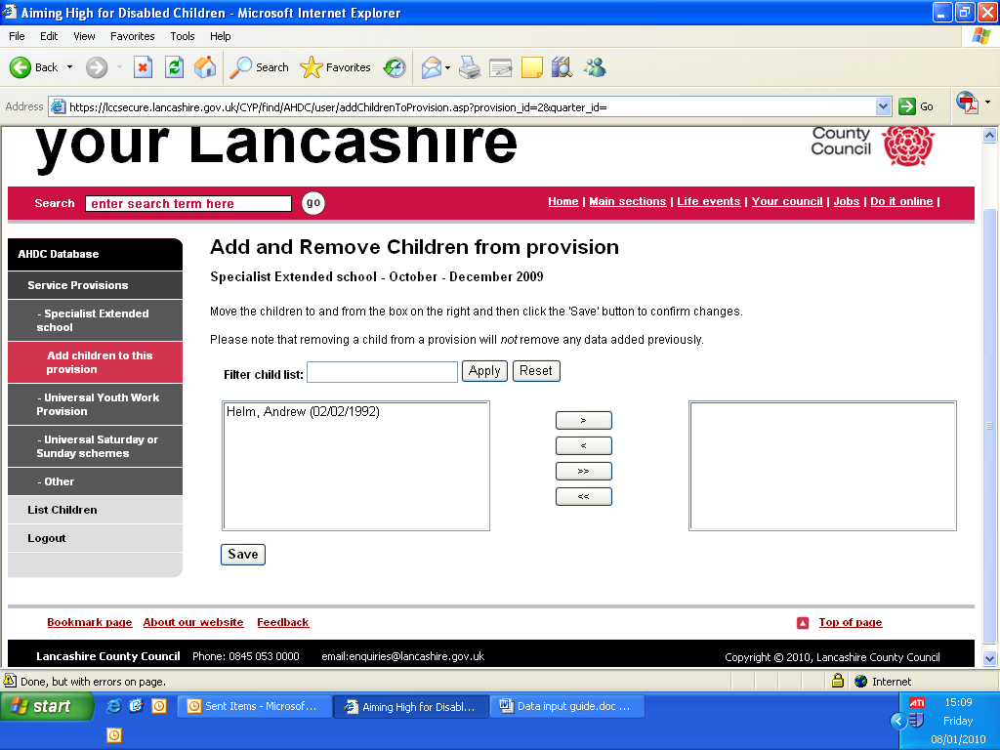 Aiming High for Disabled Children - Microsoft Internet Explorer
File Edit View Favorites Tools Help
Back Search Favorites
Address https://lccsecure.lancashire.gov.uk/CYP/find/AHDC/user/addChildrenToProvision.asp?provision_id=2&quarter_id= Go
your Lancashire
County
Council
Search enter search term here go Home | Main sections | Life events | Your council | Jobs | Do it online |
AHDC Database
Service Provisions
- Specialist Extended
school
Add children to this
provision
- Universal Youth Work
Provision
- Universal Saturday or
Sunday schemes
- Other
List Children
Logout
Add and Remove Children from provision
Specialist Extended school - October - December 2009
Move the children to and from the box on the right and then click the 'Save' button to confirm changes.
Please note that removing a child from a provision will not remove any data added previously.
Filter child list: Apply Reset
Helm, Andrew (02/02/1992)
>
<
>>
<<
Save
Bookmark page About our website Feedback Top of page
Lancashire County Council Phone: 0845 053 0000 email:enquiries@lancashire.gov.uk Copyright © 2010, Lancashire County Council
Done, but with errors on page. Internet
start Sent Items - Microsof... Aiming High for Disabl... Data input guide.doc ... ATI 15:09
Friday
08/01/2010